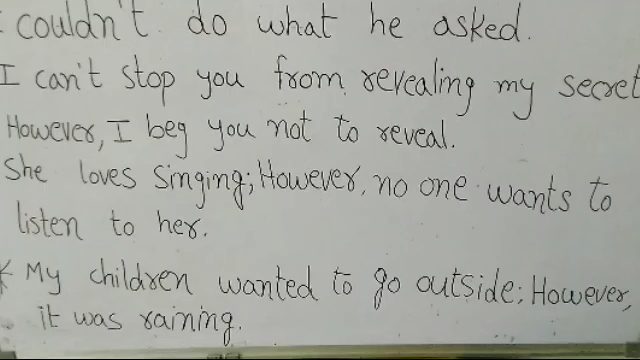 couldn't do what he asked.
I can't stop you from revealing my secret
However, I beg you not to reveal.
She loves singing; However, no one wants to
listen to her.
* My children wanted to go outside; However,
it was raining.